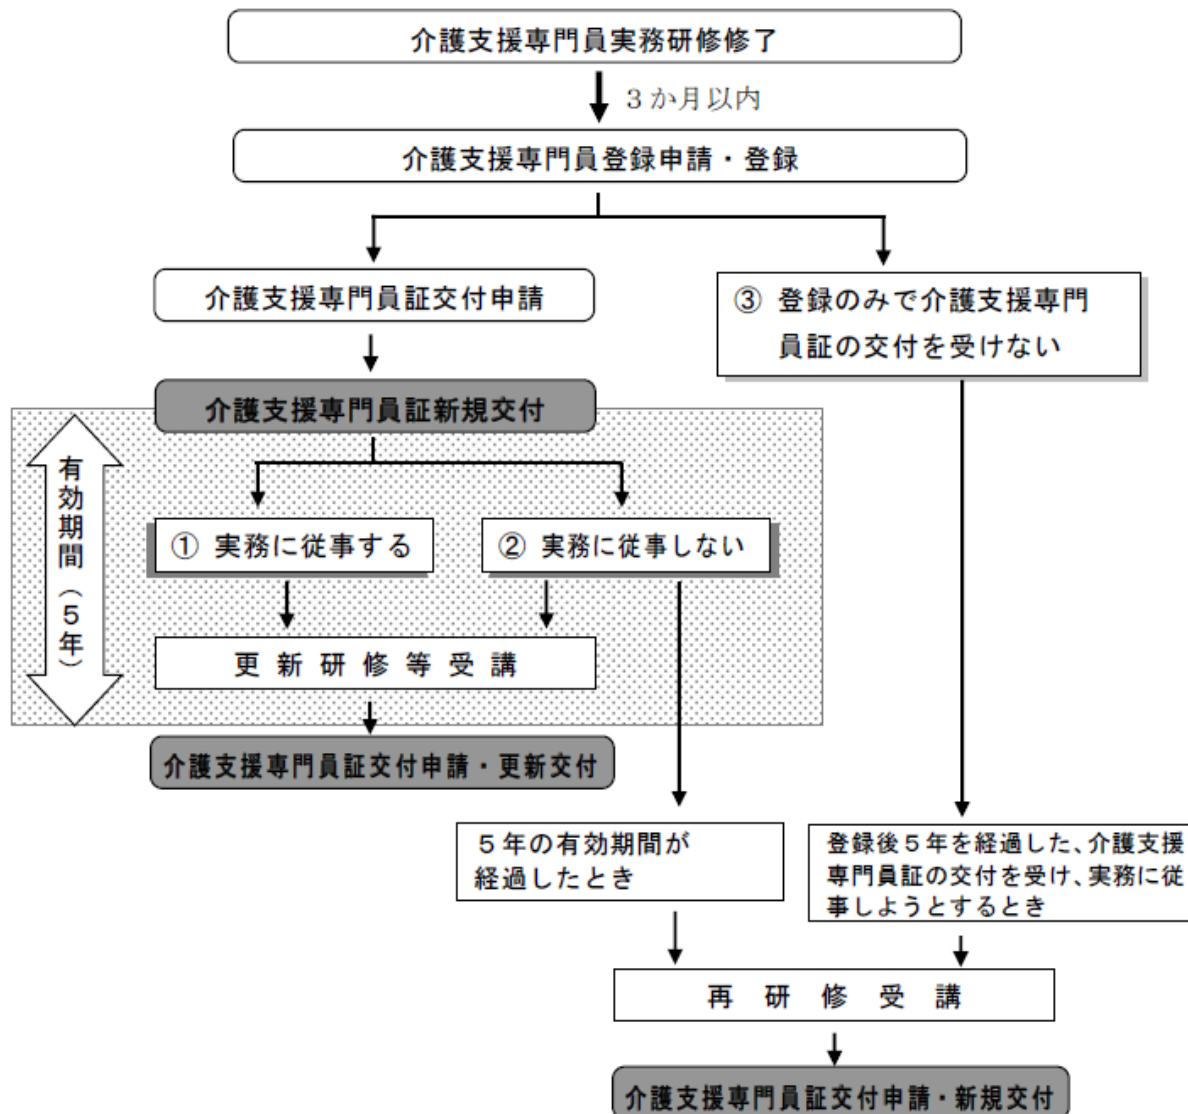 介護支援専門員実務研修修了
３か月以内
介護支援専門員登録申請・登録
介護支援専門員証交付申請
③ 登録のみで介護支援専門
員証の交付を受けない
介護支援専門員証新規交付
有効期間（５年）
① 実務に従事する
② 実務に従事しない
更新研修等受講
介護支援専門員証交付申請・更新交付
５年の有効期間が
経過したとき
登録後５年を経過した、介護支援
専門員証の交付を受け、実務に従
事しようとするとき
再研修受講
介護支援専門員証交付申請・新規交付